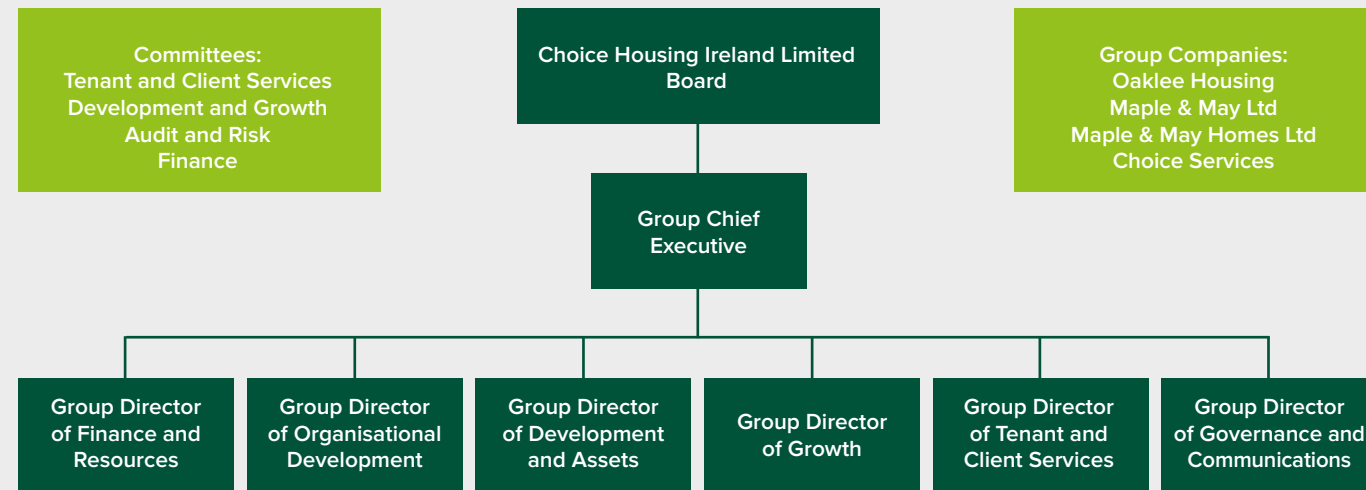 Committees:
Tenant and Client Services
Development and Growth
Audit and Risk
Finance
Choice Housing Ireland Limited
Board
Group Companies:
Oaklee Housing
Maple & May Ltd
Maple & May Homes Ltd
Choice Services
Group Chief
Executive
Group Director
of Finance and
Resources
Group Director
of Organisational
Development
Group Director
of Development
and Assets
Group Director
of Growth
Group Director
of Tenant and
Client Services
Group Director
of Governance and
Communications